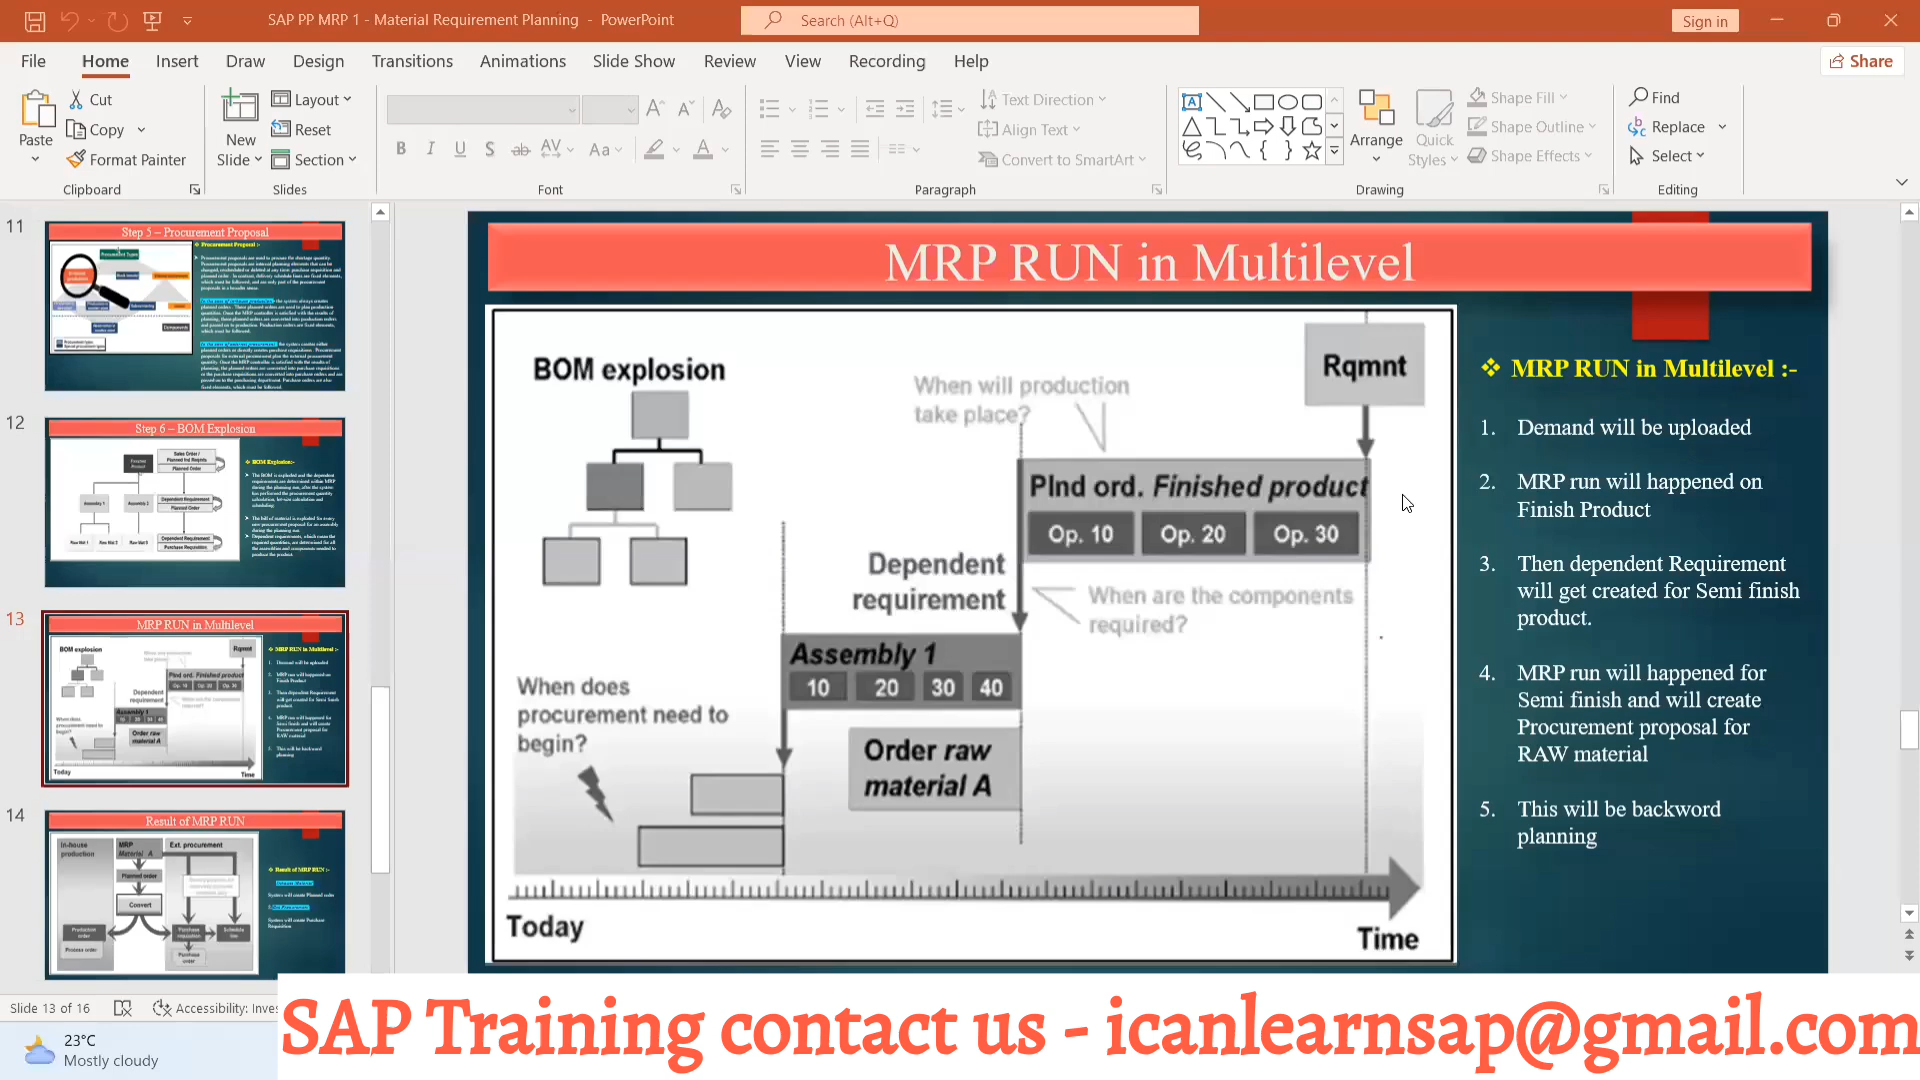 SAP PP MRP 1 - Material Requirement Planning - PowerPoint
Search (Alt+Q)
Sign in
File Home Insert Draw Design Transitions Animations Slide Show Review View Recording Help
Share
Paste
Cut
Copy
Format Painter
Clipboard
New
Slide
Layout
Reset
Section
Slides
Font
Text Direction
Align Text
Convert to SmartArt
Paragraph
Arrange
Quick
Styles
Shape Fill
Shape Outline
Shape Effects
Drawing
Find
Replace
Select
Editing
11
Step 5 – Procurement Proposal
12
Step 6 – BOM Explosion
13
MRP RUN in Multilevel
14
Result of MRP RUN
MRP RUN in Multilevel
BOM explosion
When will production
take place?
Rqmnt
Plnd ord. Finished product
Op. 10 Op. 20 Op. 30
Dependent
requirement
When are the components
required?
Assembly 1
10 20 30 40
When does
procurement need to
begin?
Order raw
material A
Today
Time
❖ MRP RUN in Multilevel :-
1. Demand will be uploaded
2. MRP run will happened on
Finish Product
3. Then dependent Requirement
will get created for Semi finish
product.
4. MRP run will happened for
Semi finish and will create
Procurement proposal for
RAW material
5. This will be backword
planning
Slide 13 of 16
Accessibility: Inves
23°C
Mostly cloudy
SAP Training contact us - icanlearnsap@gmail.com